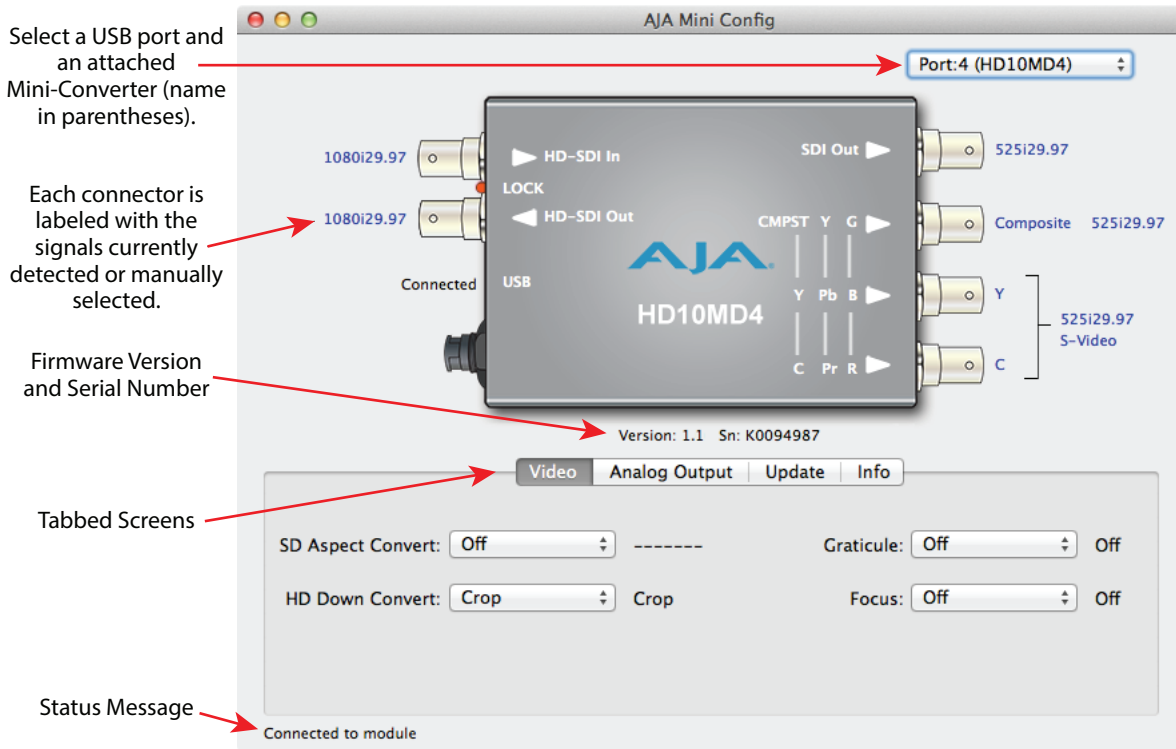 AJA Mini Config
Select a USB port and
an attached
Mini-Converter (name
in parentheses).
Port:4 (HD10MD4)
1080i29.97
HD-SDI In
SDI Out
525i29.97
LOCK
Each connector is
labeled with the
signals currently
detected or manually
selected.
1080i29.97
HD-SDI Out
CMPST Y G
Composite 525i29.97
AJA
Connected
USB
Y Pb B
Y
HD10MD4
525i29.97
S-Video
C Pr R
C
Firmware Version
and Serial Number
Version: 1.1 Sn: K0094987
Video Analog Output Update Info
Tabbed Screens
SD Aspect Convert: Off -------
Graticule: Off Off
HD Down Convert: Crop Crop
Focus: Off Off
Status Message
Connected to module